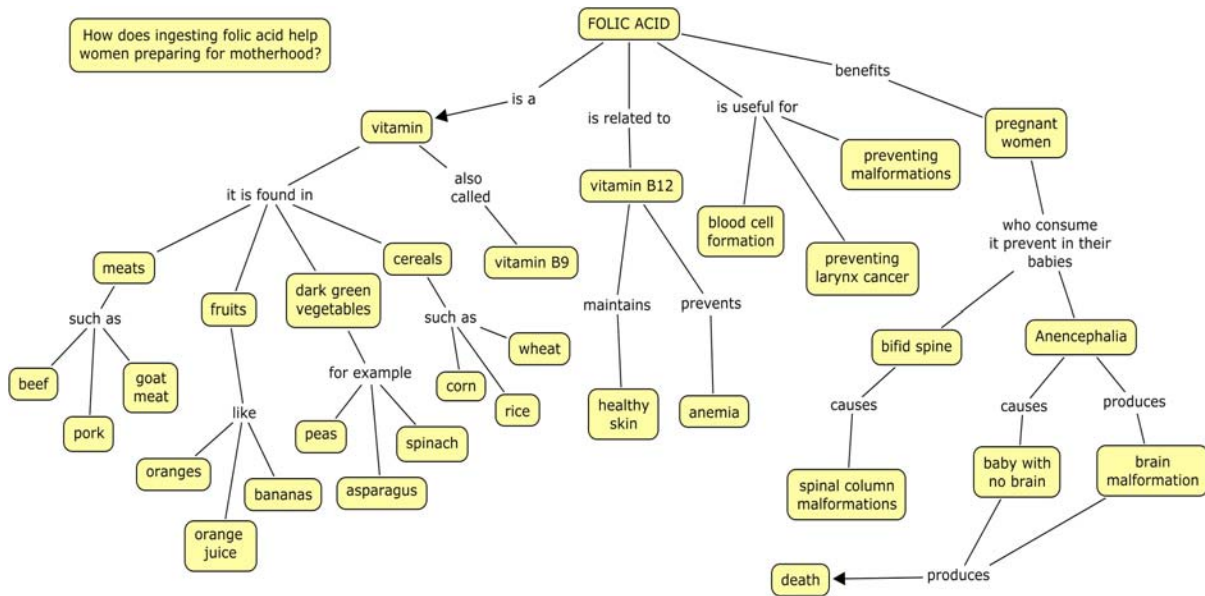 How does ingesting folic acid help
women preparing for motherhood?
FOLIC ACID
is a
is related to
is useful for
benefits
vitamin
it is found in
also
called
vitamin B9
meats
such as
beef
pork
goat
meat
fruits
like
oranges
orange
juice
bananas
dark green
vegetables
for example
peas
asparagus
spinach
cereals
such as
corn
rice
wheat
vitamin B12
maintains
healthy
skin
prevents
anemia
blood cell
formation
preventing
larynx cancer
preventing
malformations
pregnant
women
who consume
it prevent in their
babies
bifid spine
causes
spinal column
malformations
Anencephalia
causes
baby with
no brain
produces
brain
malformation
produces
death